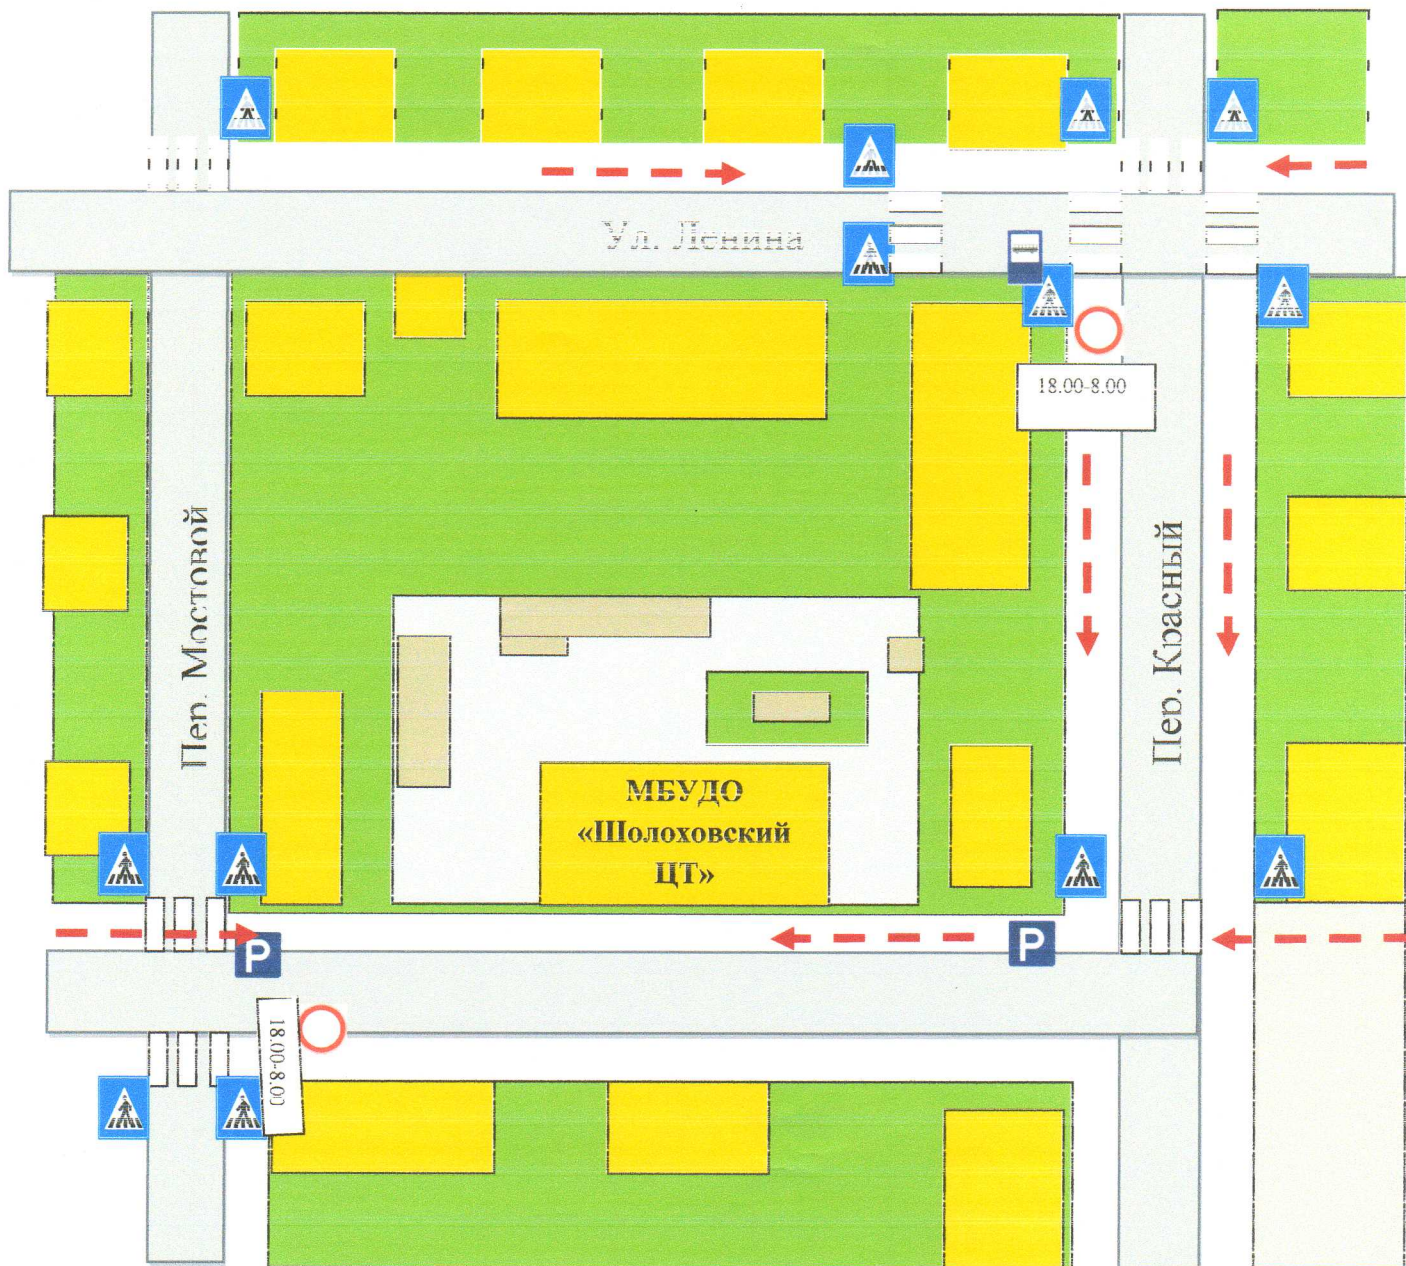 Ул. Ленина
18.00-8.00
Пер. Мостовой
Пер. Красный
МБУДО
«Шолоховский
ЦТ»
P
P
18.00-8.00